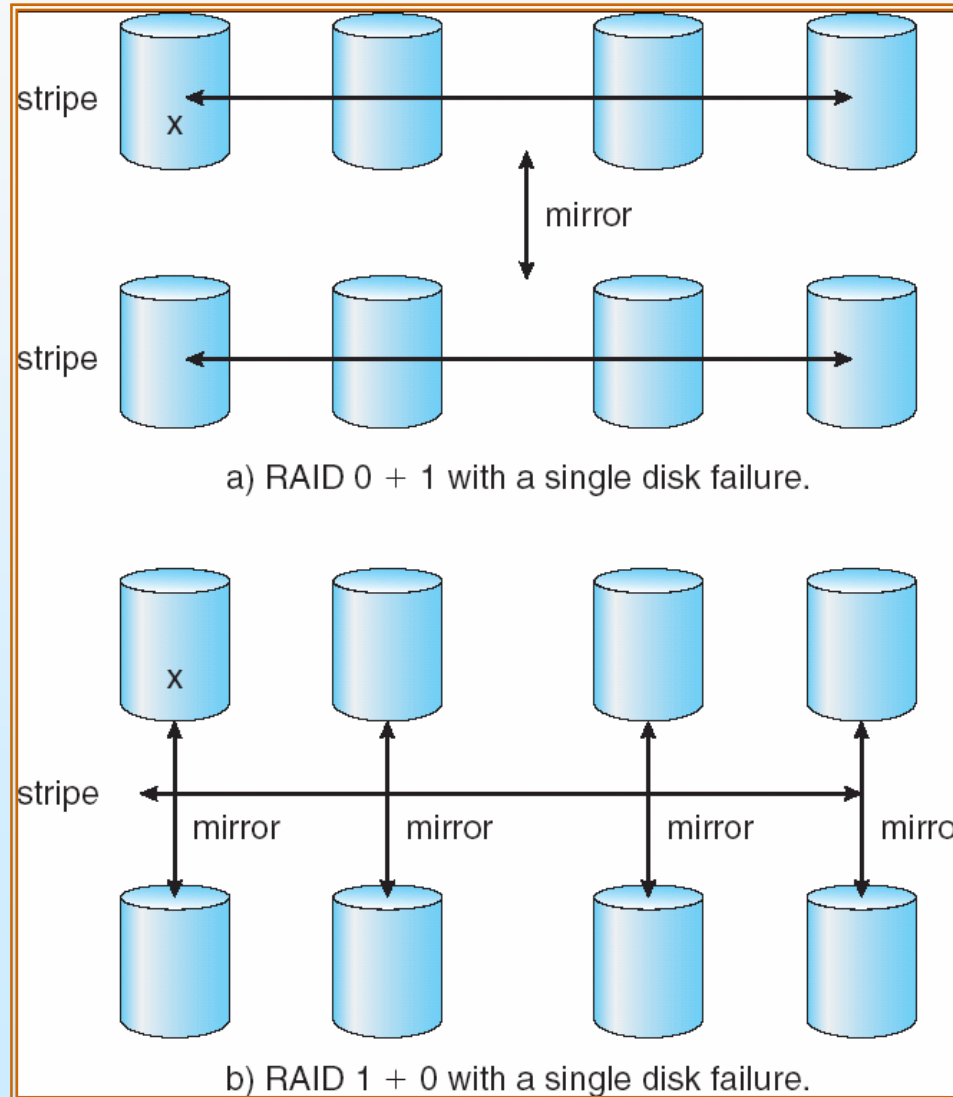 stripe
x
mirror
stripe
a) RAID 0 + 1 with a single disk failure.
x
stripe
mirror mirror mirror mirro
b) RAID 1 + 0 with a single disk failure.